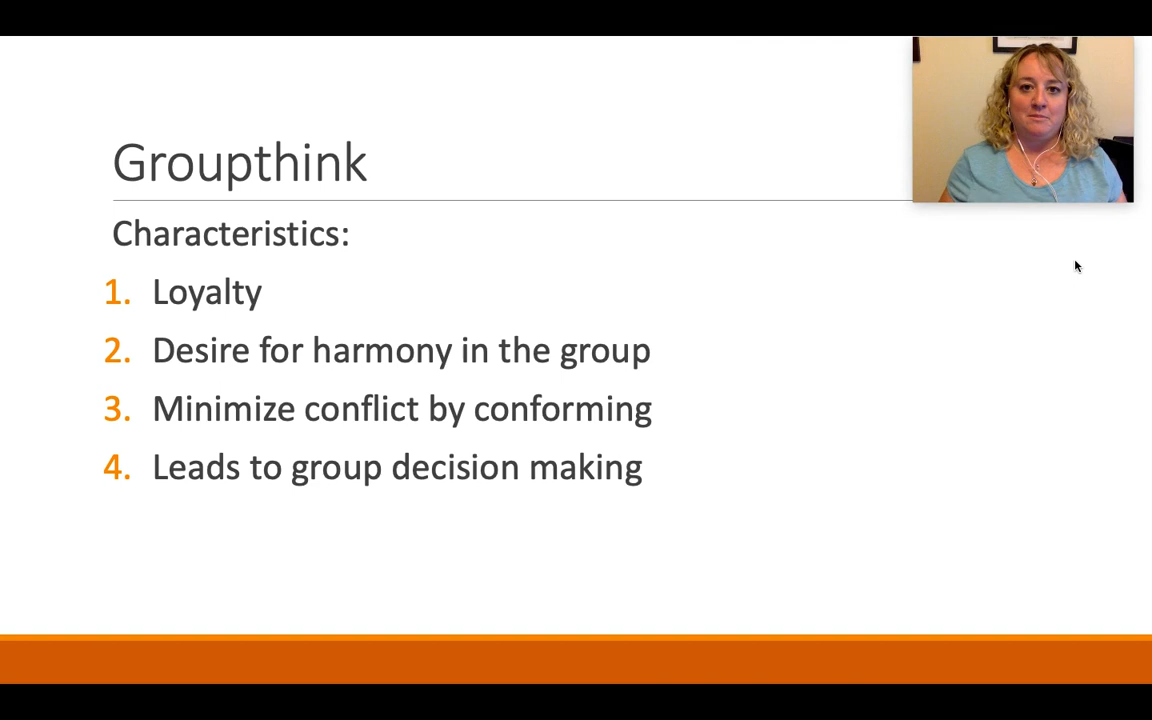 Groupthink
Characteristics:
1. Loyalty
2. Desire for harmony in the group
3. Minimize conflict by conforming
4. Leads to group decision making